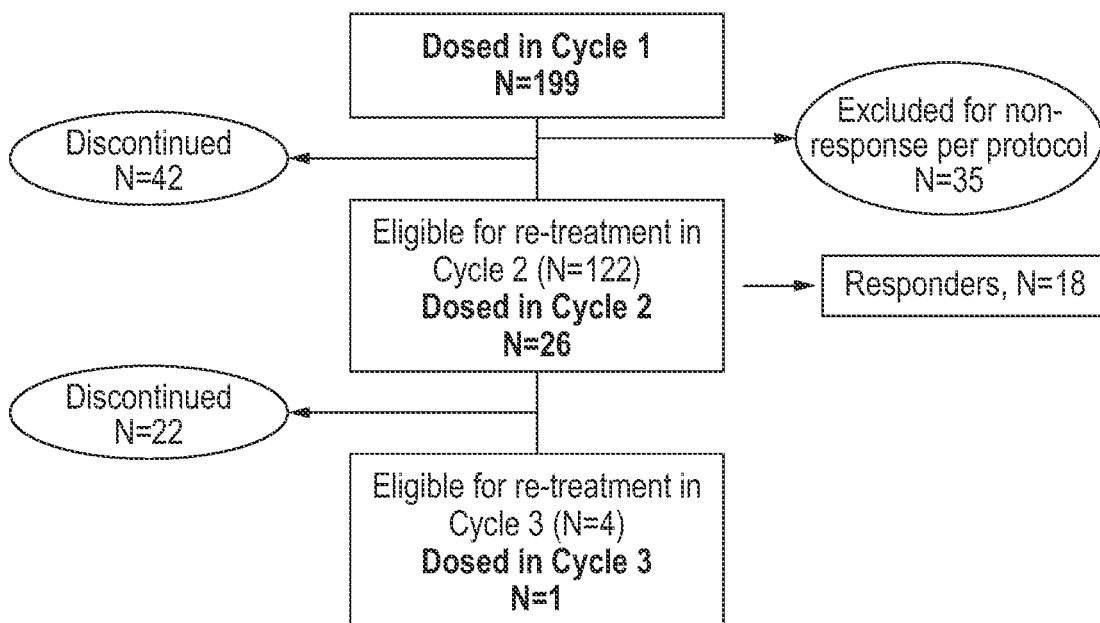 Dosed in Cycle 1
N=199
Excluded for non-
response per protocol
N=35
Discontinued
N=42
Eligible for re-treatment in
Cycle 2 (N=122)
Dosed in Cycle 2
N=26
Responders, N=18
Discontinued
N=22
Eligible for re-treatment in
Cycle 3 (N=4)
Dosed in Cycle 3
N=1